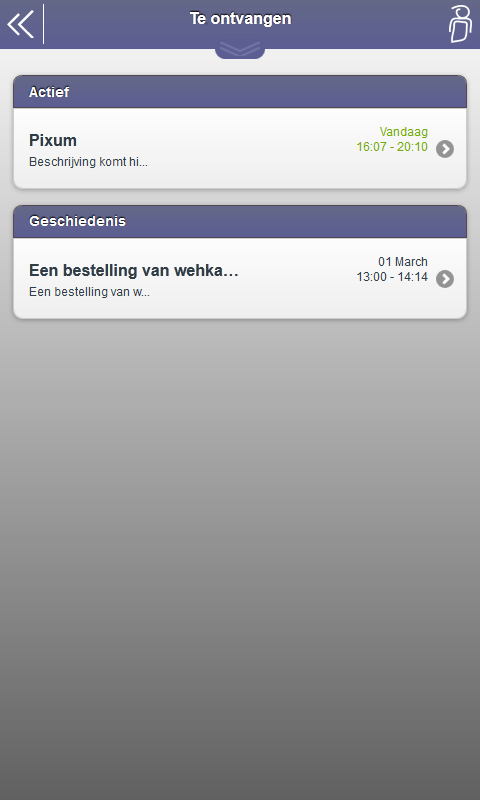 Te ontvangen
Actief
Pixum
Vandaag
Beschrijving komt hi...
16:07 - 20:10
Geschiedenis
Een bestelling van wehka...
01 March
Een bestelling van w...
13:00 - 14:14